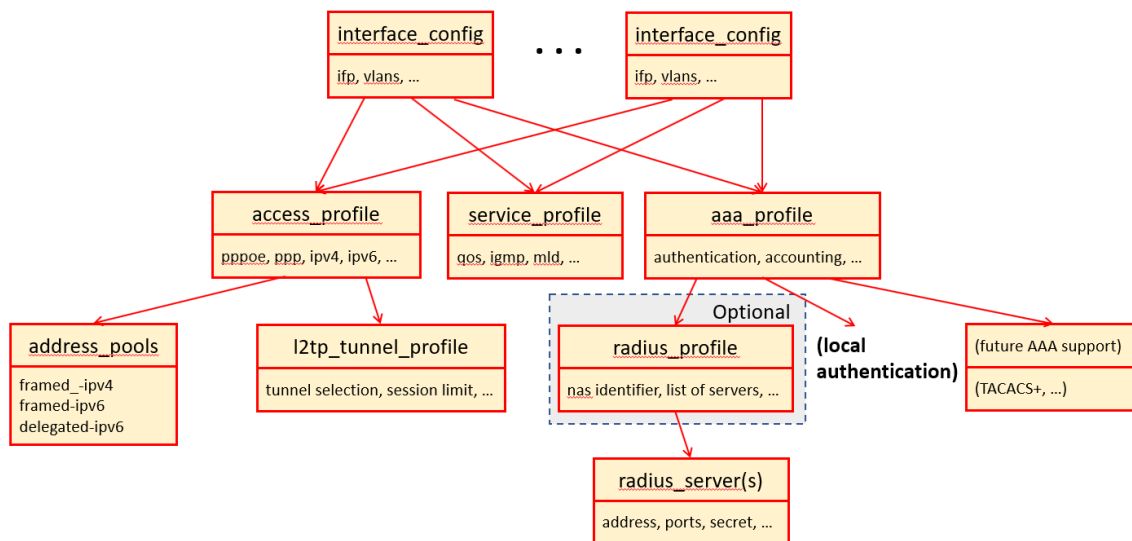 interface_config
ifp, vlans, ...
. . .
interface_config
ifp, vlans, ...
access_profile
pppoe, ppp, ipv4, ipv6, ...
service_profile
qos, igmp, mld, ...
aaa_profile
authentication, accounting, ...
address_pools
framed_-ipv4
framed-ipv6
delegated-ipv6
l2tp_tunnel_profile
tunnel selection, session limit, ...
Optional
radius_profile
nas identifier, list of servers, ...
(local
authentication)
(future AAA support)
(TACACS+, ...)
radius_server(s)
address, ports, secret, ...